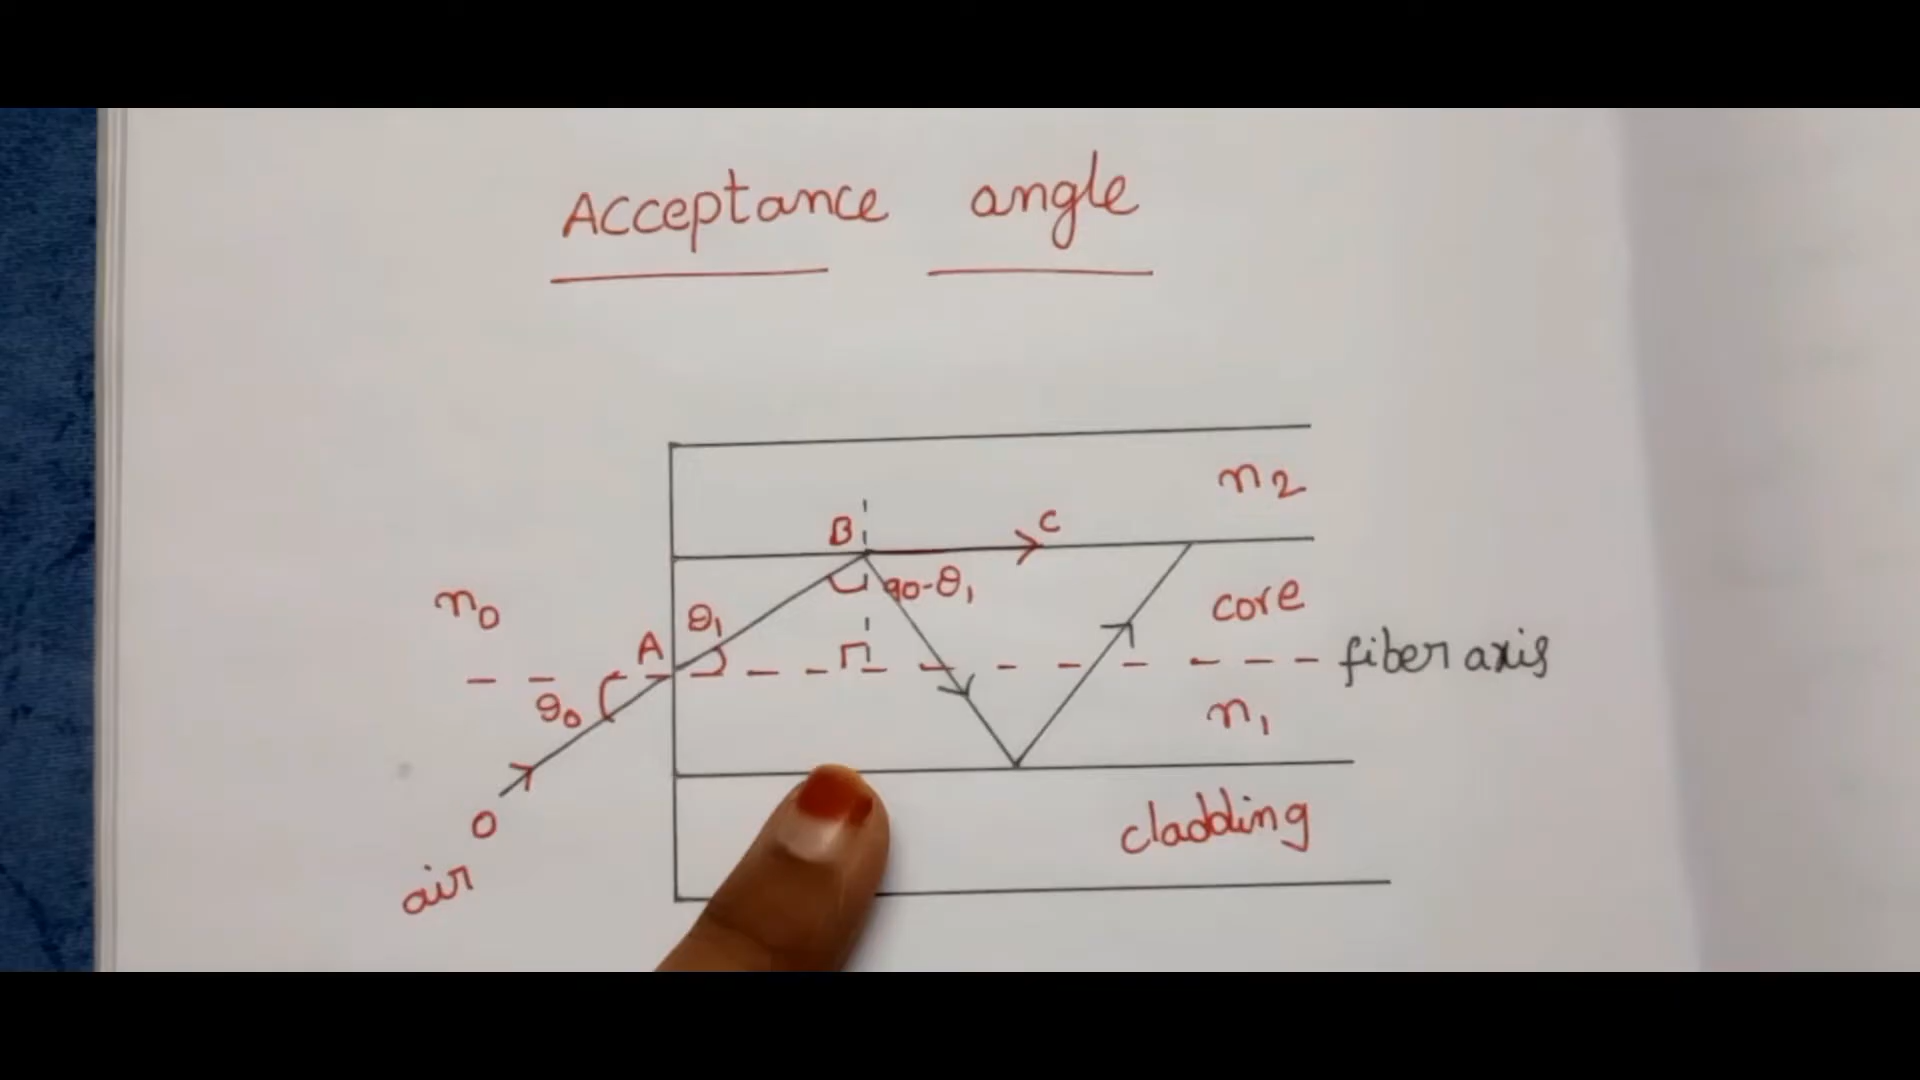 Acceptance angle
n2
B
C
90-θ1
n0
θ1
core
A
fiber axis
θ0
n1
O
cladding
air